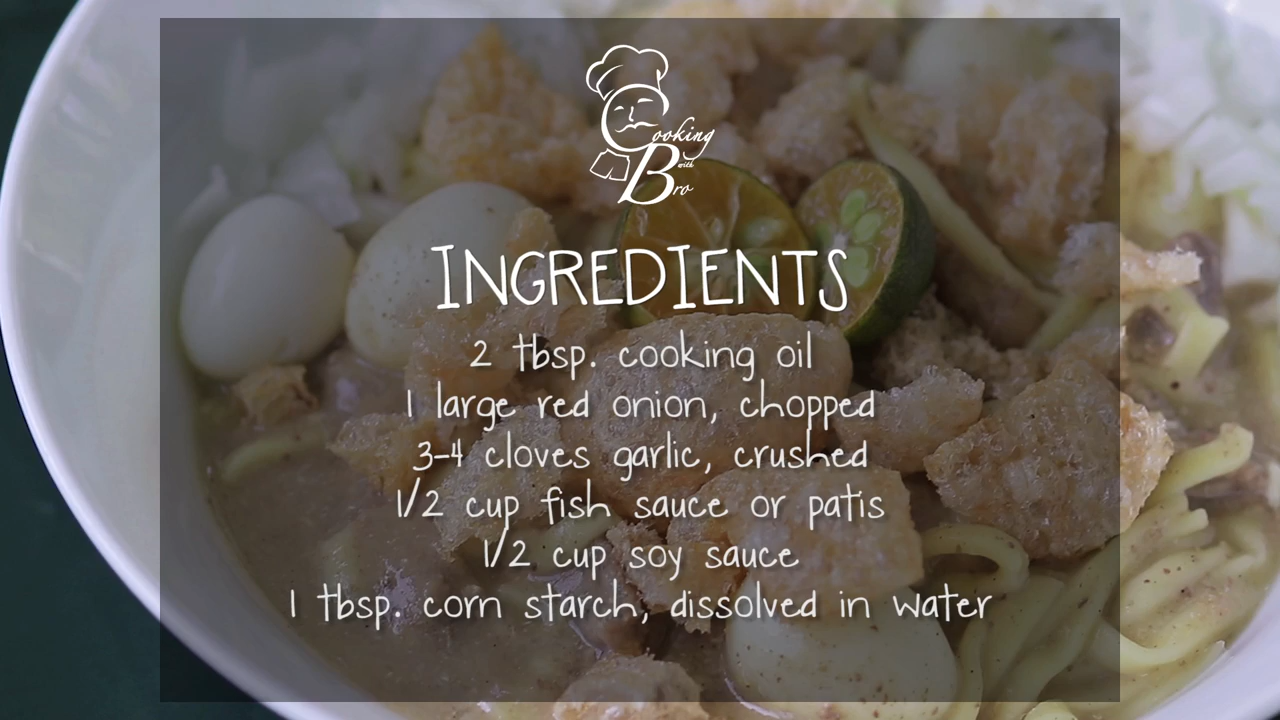 Cooking
with
Bro
INGREDIENTS
2 tbsp. cooking oil
1 large red onion, chopped
3-4 cloves garlic, crushed
1/2 cup fish sauce or patis
1/2 cup soy sauce
1 tbsp. corn starch, dissolved in water